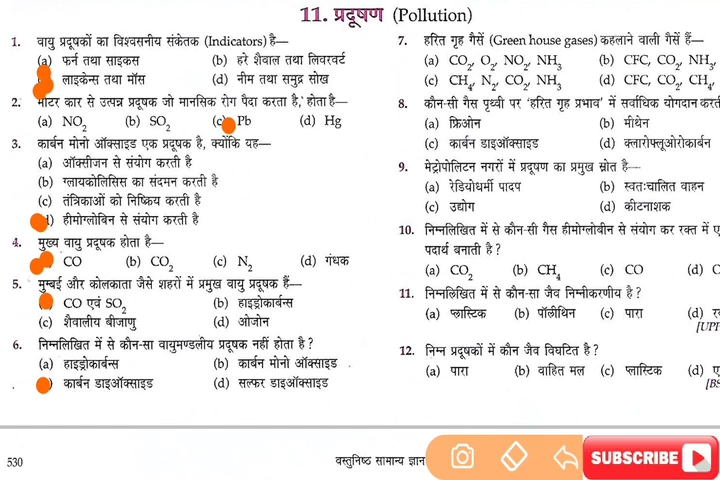 11. प्रदूषण (Pollution)
1. वायु प्रदूषकों का विश्वसनीय संकेतक (Indicators) है—
(a) फर्न तथा साइकस (b) हरे शैवाल तथा लिवरवर्ट
लाइकेन्स तथा मॉस (d) नीम तथा समुद्र सोख
2. मोटर कार से उत्पन्न प्रदूषक जो मानसिक रोग पैदा करता है, होता है—
(a) NO₂ (b) SO₂ (c) Pb (d) Hg
3. कार्बन मोनो ऑक्साइड एक प्रदूषक है, क्योंकि यह—
(a) ऑक्सीजन से संयोग करती है
(b) ग्लायकोलिसिस का संदमन करती है
(c) तंत्रिकाओं को निष्क्रिय करती है
) हीमोग्लोबिन से संयोग करती है
4. मुख्य वायु प्रदूषक होता है—
CO (b) CO₂ (c) N₂ (d) गंधक
5. मुम्बई और कोलकाता जैसे शहरों में प्रमुख वायु प्रदूषक हैं—
CO एवं SO₂ (b) हाइड्रोकार्बन्स
(c) शैवालीय बीजाणु (d) ओजोन
6. निम्नलिखित में से कौन-सा वायुमण्डलीय प्रदूषक नहीं होता है ?
(a) हाइड्रोकार्बन्स (b) कार्बन मोनो ऑक्साइड
) कार्बन डाइऑक्साइड (d) सल्फर डाइऑक्साइड
7. हरित गृह गैसें (Green house gases) कहलाने वाली गैसें हैं—
(a) CO₂, O₂, NO₂, NH₃ (b) CFC, CO₂, NH₃,
(c) CH₄, N₂, CO₂, NH₃ (d) CFC, CO₂, CH₄,
8. कौन-सी गैस पृथ्वी पर 'हरित गृह प्रभाव' में सर्वाधिक योगदान करती
(a) फ्रिऑन (b) मीथेन
(c) कार्बन डाइऑक्साइड (d) क्लारोफ्लूओरोकार्बन
9. मेट्रोपोलिटन नगरों में प्रदूषण का प्रमुख स्रोत है—
(a) रेडियोधर्मी पादप (b) स्वतःचालित वाहन
(c) उद्योग (d) कीटनाशक
10. निम्नलिखित में से कौन-सी गैस हीमोग्लोबीन से संयोग कर रक्त में ए
पदार्थ बनाती है ?
(a) CO₂ (b) CH₄ (c) CO (d) C
11. निम्नलिखित में से कौन-सा जैव निम्नीकरणीय है ?
(a) प्लास्टिक (b) पॉलीथिन (c) पारा (d) र
[UPP
12. निम्न प्रदूषकों में कौन जैव विघटित है ?
(a) पारा (b) वाहित मल (c) प्लास्टिक (d) ए
[BS
530 वस्तुनिष्ठ सामान्य ज्ञान
SUBSCRIBE